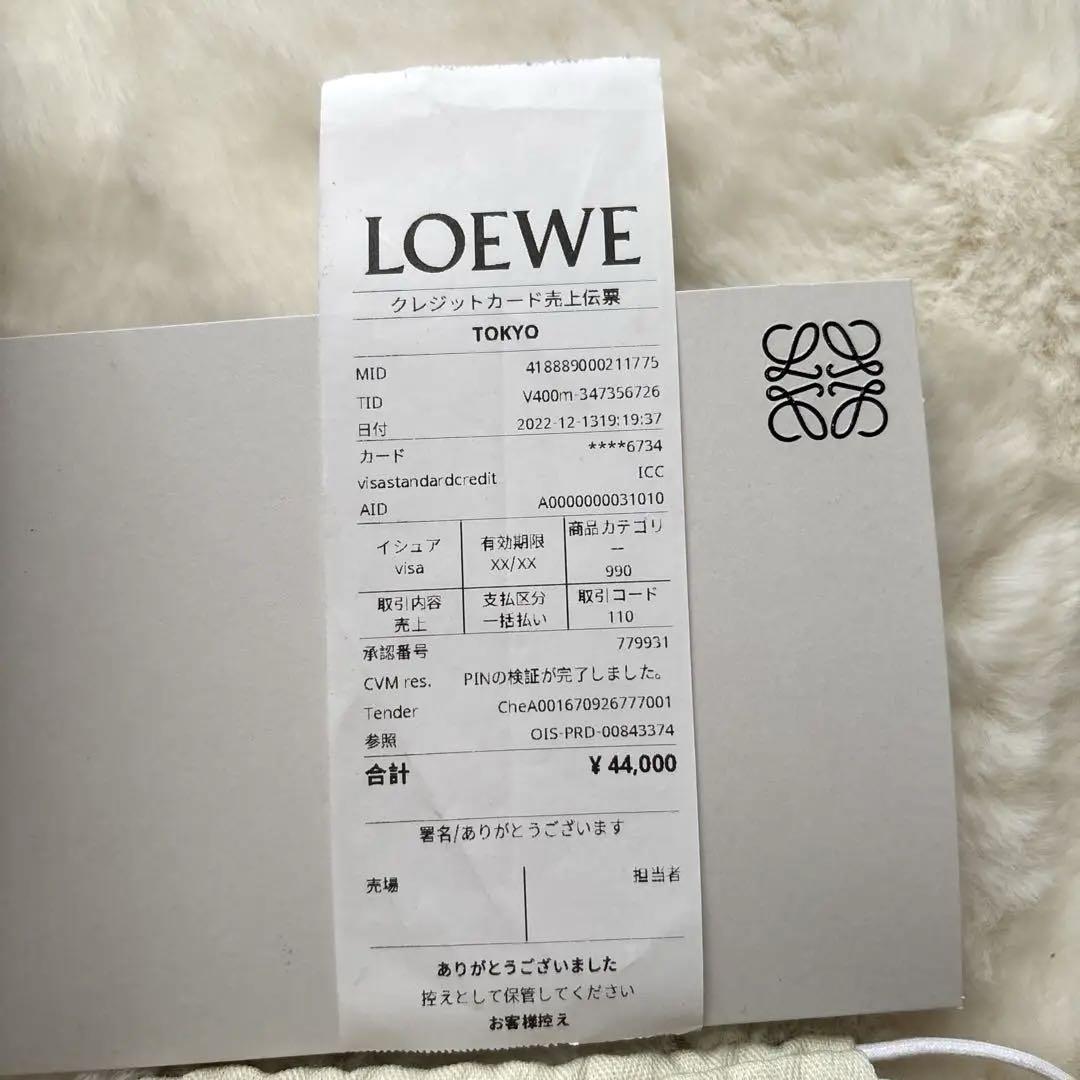 LOEWE
クレジットカード売上伝票
TOKYO
MID 418889000211775
TID V400m-347356726
日付 2022-12-1319:19:37
カード ****6734
visastandardcredit ICC
AID A0000000031010
イシュア 有効期限 商品カテゴリ
visa XX/XX ー
990
取引内容 支払区分 取引コード
売上 一括払い 110
承認番号 779931
CVM res. PINの検証が完了しました。
Tender CheA001670926777001
参照 OIS-PRD-00843374
合計 ¥ 44,000
署名/ありがとうございます
売場 担当者
ありがとうございました
控えとして保管してください
お客様控え